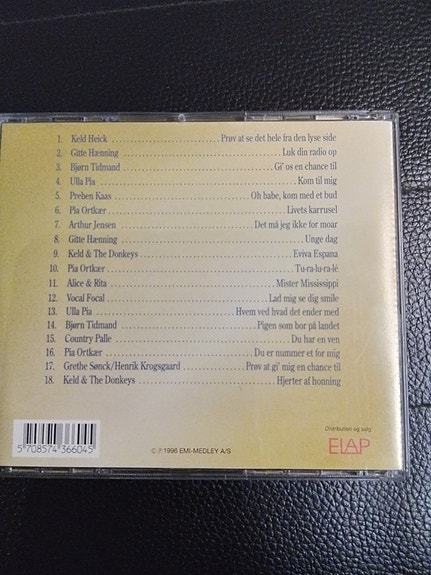 1. Keld Heick ........ Prøv at se det hele fra den lyse side
2. Gitte Hænning ........ Luk din radio op
3. Bjørn Tidmand ........ Gi' os en chance til
4. Ulla Pia ........ Kom til mig
5. Preben Kaas ........ Oh babe, kom med et bud
6. Pia Ortkær ........ Livets karrusel
7. Arthur Jensen ........ Det må jeg ikke for moar
8. Gitte Hænning ........ Unge dag
9. Keld & The Donkeys ........ Eviva Espana
10. Pia Ortkær ........ Tu-ra-lu-ra-lé
11. Alice & Rita ........ Mister Mississippi
12. Vocal Focal ........ Lad mig se dig smile
13. Ulla Pia ........ Hvem ved hvad det ender med
14. Bjørn Tidmand ........ Pigen som bor på landet
15. Country Palle ........ Du har en ven
16. Pia Ortkær ........ Du er nummer et for mig
17. Grethe Sønck/Henrik Krogsgaard ........ Prøv at gi' mig en chance til
18. Keld & The Donkeys ........ Hjerter af honning
Distribution og salg
ELAP
5 708574 366045
© ℗ 1996 EMI-MEDLEY A/S